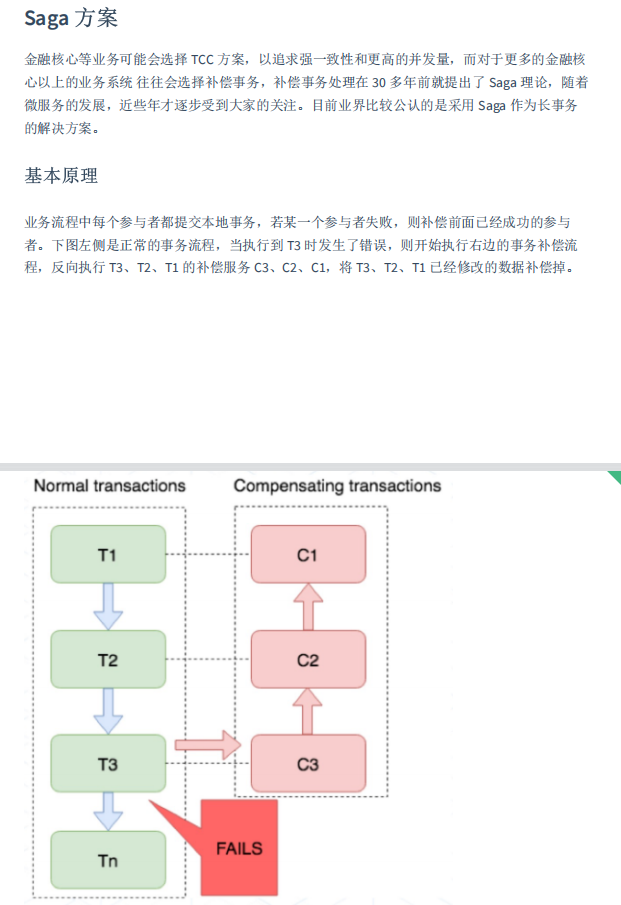 Saga 方案
金融核心等业务可能会选择 TCC 方案，以追求强一致性和更高的并发量，而对于更多的金融核
心以上的业务系统 往往会选择补偿事务，补偿事务处理在 30 多年前就提出了 Saga 理论，随着
微服务的发展，近些年才逐步受到大家的关注。目前业界比较公认的是采用 Saga 作为长事务
的解决方案。
基本原理
业务流程中每个参与者都提交本地事务，若某一个参与者失败，则补偿前面已经成功的参与
者。下图左侧是正常的事务流程，当执行到 T3 时发生了错误，则开始执行右边的事务补偿流
程，反向执行 T3、T2、T1 的补偿服务 C3、C2、C1，将 T3、T2、T1 已经修改的数据补偿掉。
Normal transactions
Compensating transactions
T1
C1
T2
C2
T3
C3
FAILS
Tn